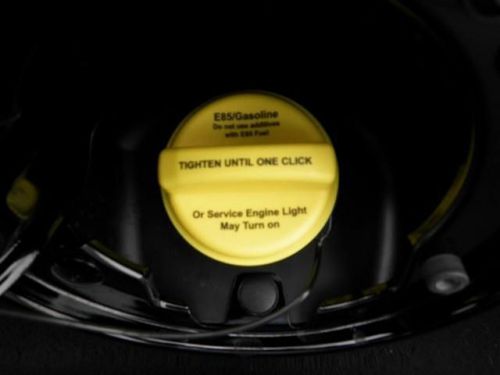 E85/Gasoline
Do not use additives
with E85 Fuel
TIGHTEN UNTIL ONE CLICK
Or Service Engine Light
May Turn on